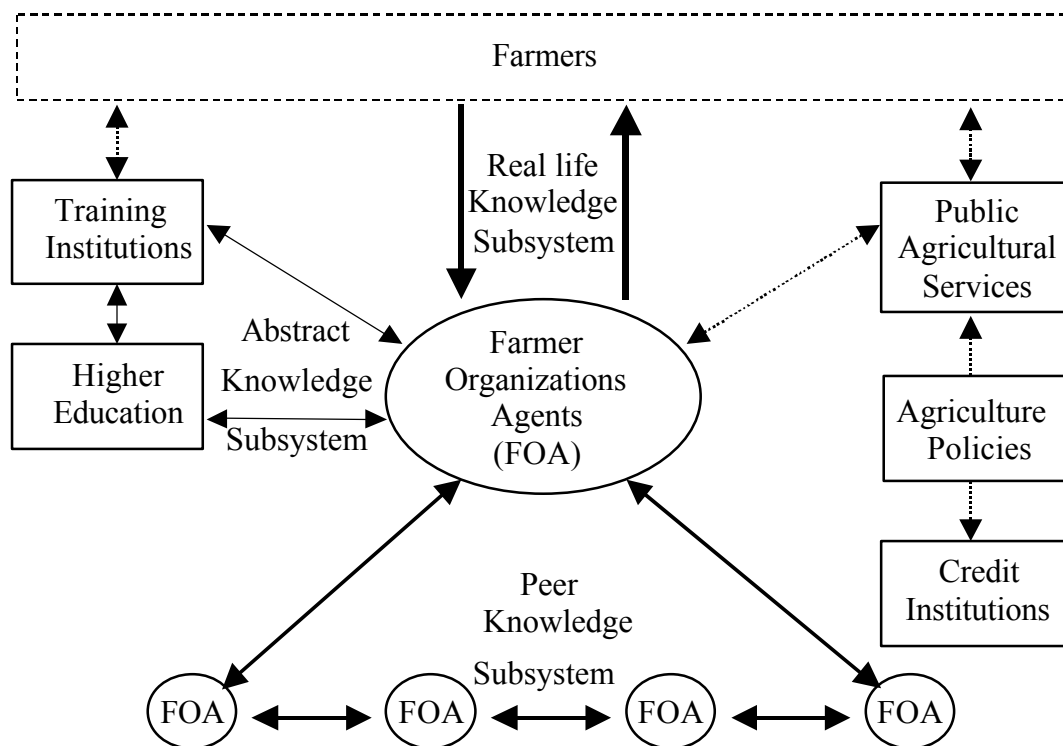 Farmers
Real life
Knowledge
Subsystem
Training
Institutions
Public
Agricultural
Services
Abstract
Knowledge
Subsystem
Higher
Education
Farmer
Organizations
Agents
(FOA)
Agriculture
Policies
Credit
Institutions
Peer
Knowledge
Subsystem
FOA
FOA
FOA
FOA